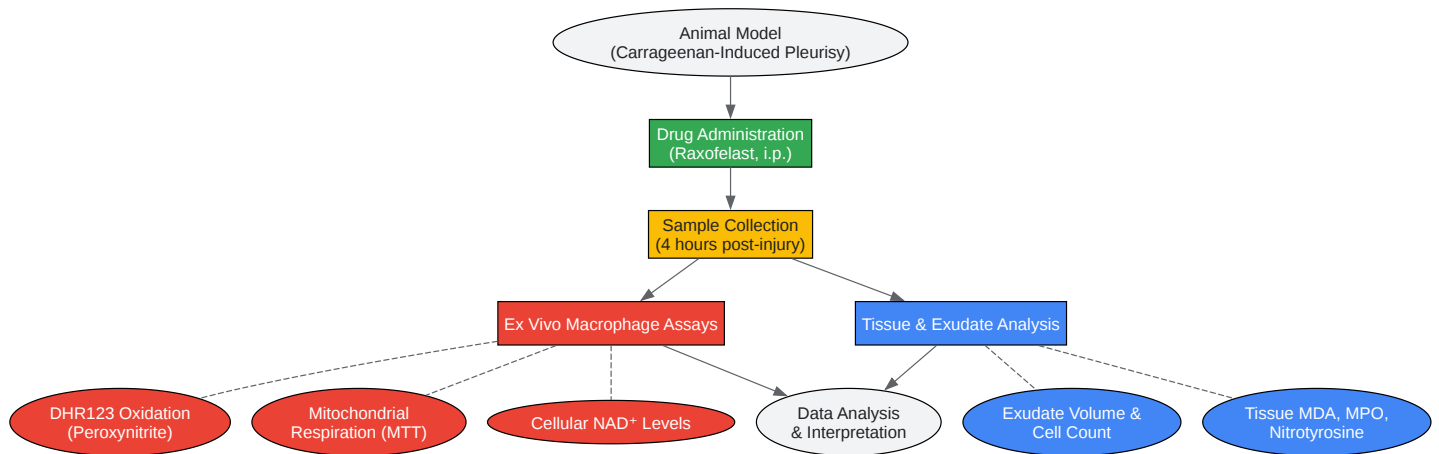 Animal Model
(Carrageenan-Induced Pleurisy)
Drug Administration
(Raxofelast, i.p.)
Sample Collection
(4 hours post-injury)
Ex Vivo Macrophage Assays
Tissue & Exudate Analysis
DHR123 Oxidation
(Peroxynitrite)
Mitochondrial
Respiration (MTT)
Cellular NAD⁺ Levels
Data Analysis
& Interpretation
Exudate Volume &
Cell Count
Tissue MDA, MPO,
Nitrotyrosine